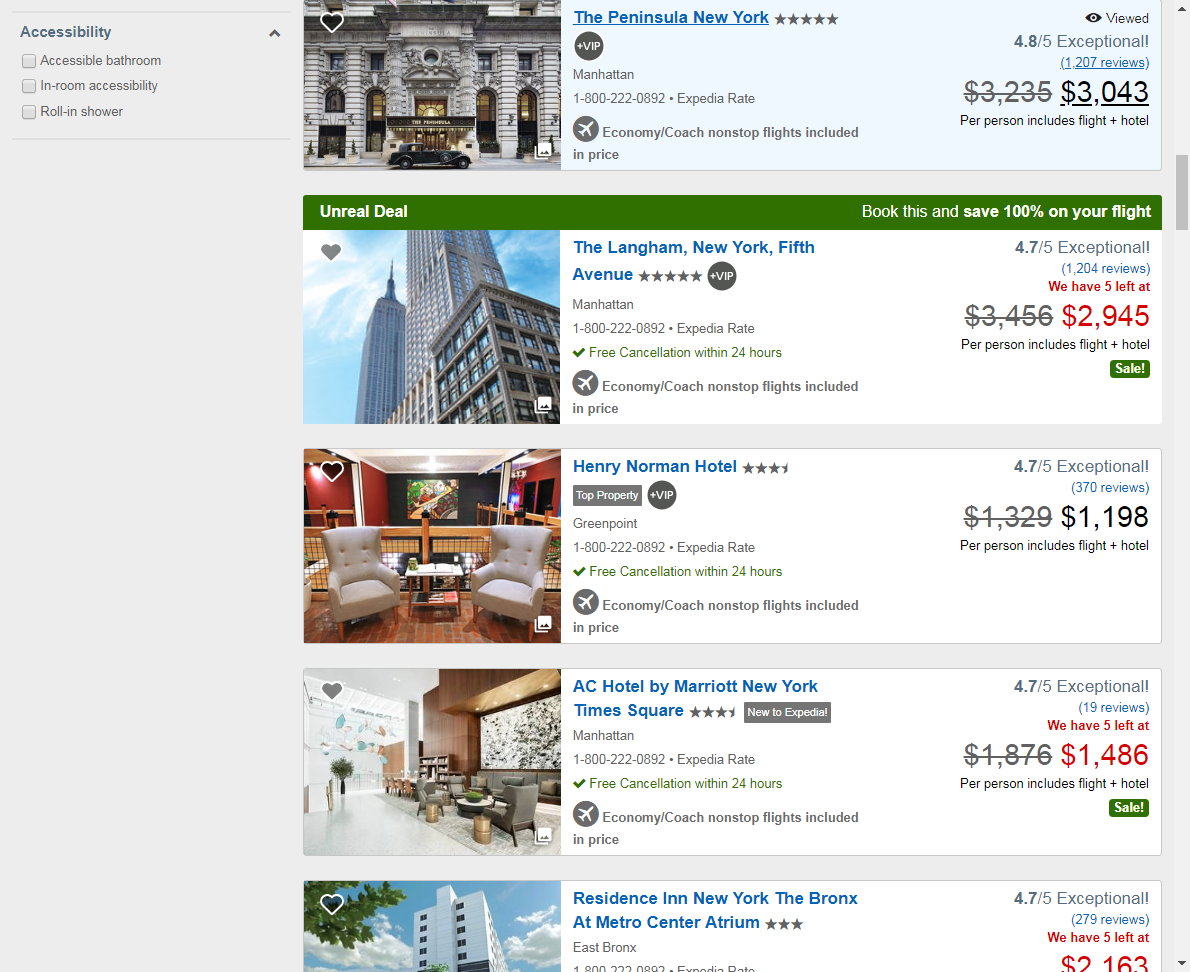 Accessibility
Accessible bathroom
In-room accessibility
Roll-in shower
THE PENINSULA
The Peninsula New York
+VIP
Manhattan
1-800-222-0892 • Expedia Rate
Economy/Coach nonstop flights included
in price
Viewed
4.8/5 Exceptional!
(1,207 reviews)
$3,235 $3,043
Per person includes flight + hotel
Unreal Deal
Book this and save 100% on your flight
The Langham, New York, Fifth
Avenue +VIP
Manhattan
1-800-222-0892 • Expedia Rate
Free Cancellation within 24 hours
Economy/Coach nonstop flights included
in price
4.7/5 Exceptional!
(1,204 reviews)
We have 5 left at
$3,456 $2,945
Per person includes flight + hotel
Sale!
Henry Norman Hotel
Top Property +VIP
Greenpoint
1-800-222-0892 • Expedia Rate
Free Cancellation within 24 hours
Economy/Coach nonstop flights included
in price
4.7/5 Exceptional!
(370 reviews)
$1,329 $1,198
Per person includes flight + hotel
AC Hotel by Marriott New York
Times Square New to Expedia!
Manhattan
1-800-222-0892 • Expedia Rate
Free Cancellation within 24 hours
Economy/Coach nonstop flights included
in price
4.7/5 Exceptional!
(19 reviews)
We have 5 left at
$1,876 $1,486
Per person includes flight + hotel
Sale!
Residence Inn New York The Bronx
At Metro Center Atrium
East Bronx
1-800-222-0892 • Expedia Rate
4.7/5 Exceptional!
(279 reviews)
We have 5 left at
$2,163